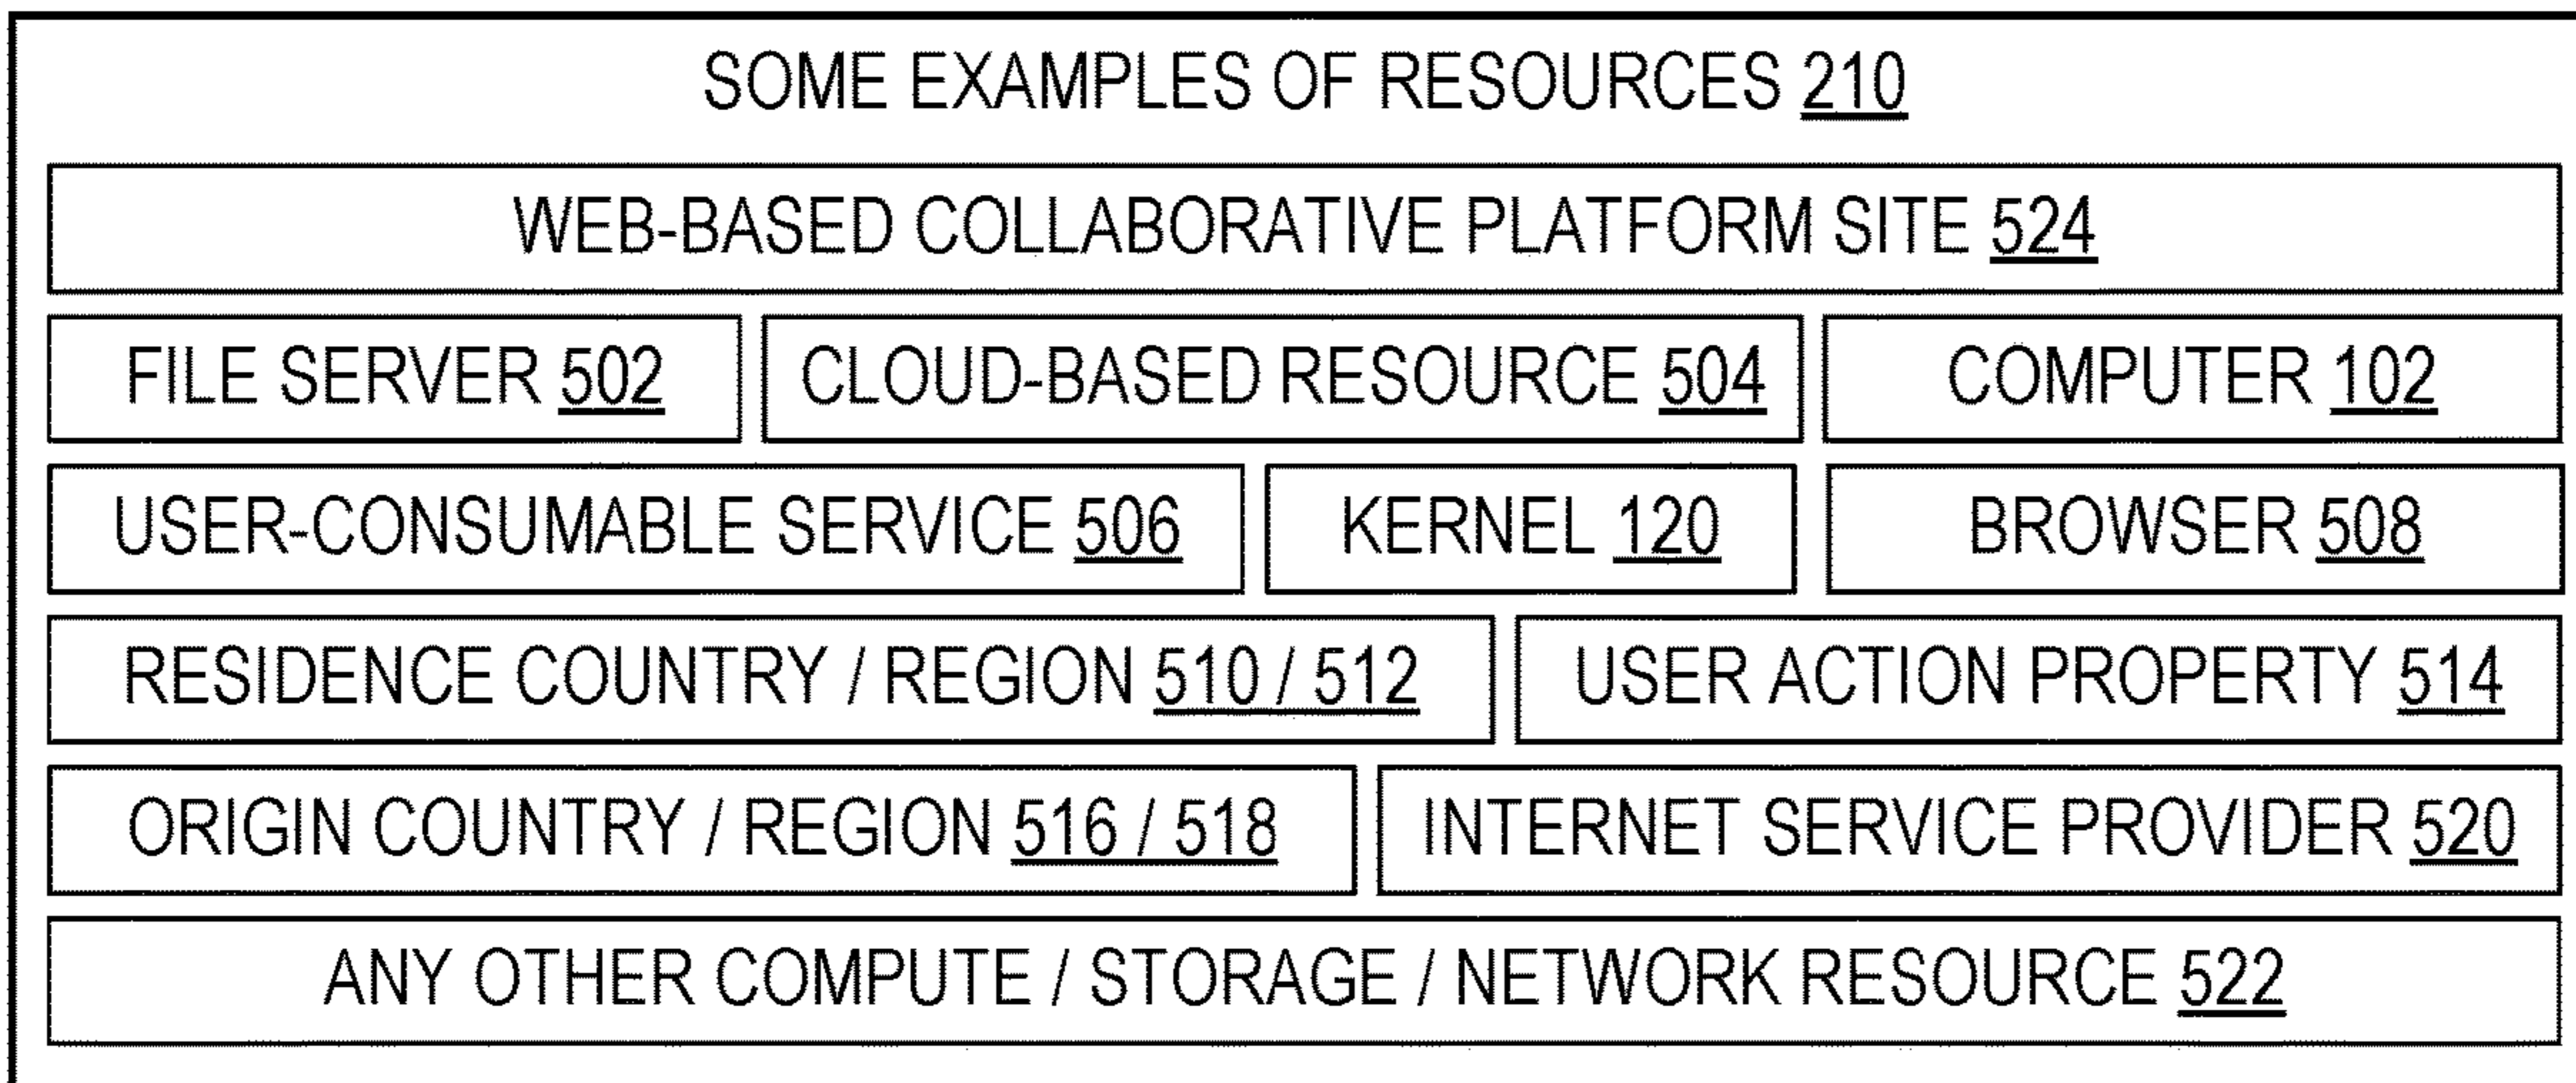 SOME EXAMPLES OF RESOURCES 210
WEB-BASED COLLABORATIVE PLATFORM SITE 524
FILE SERVER 502
CLOUD-BASED RESOURCE 504
COMPUTER 102
USER-CONSUMABLE SERVICE 506
KERNEL 120
BROWSER 508
RESIDENCE COUNTRY / REGION 510 / 512
USER ACTION PROPERTY 514
ORIGIN COUNTRY / REGION 516 / 518
INTERNET SERVICE PROVIDER 520
ANY OTHER COMPUTE / STORAGE / NETWORK RESOURCE 522